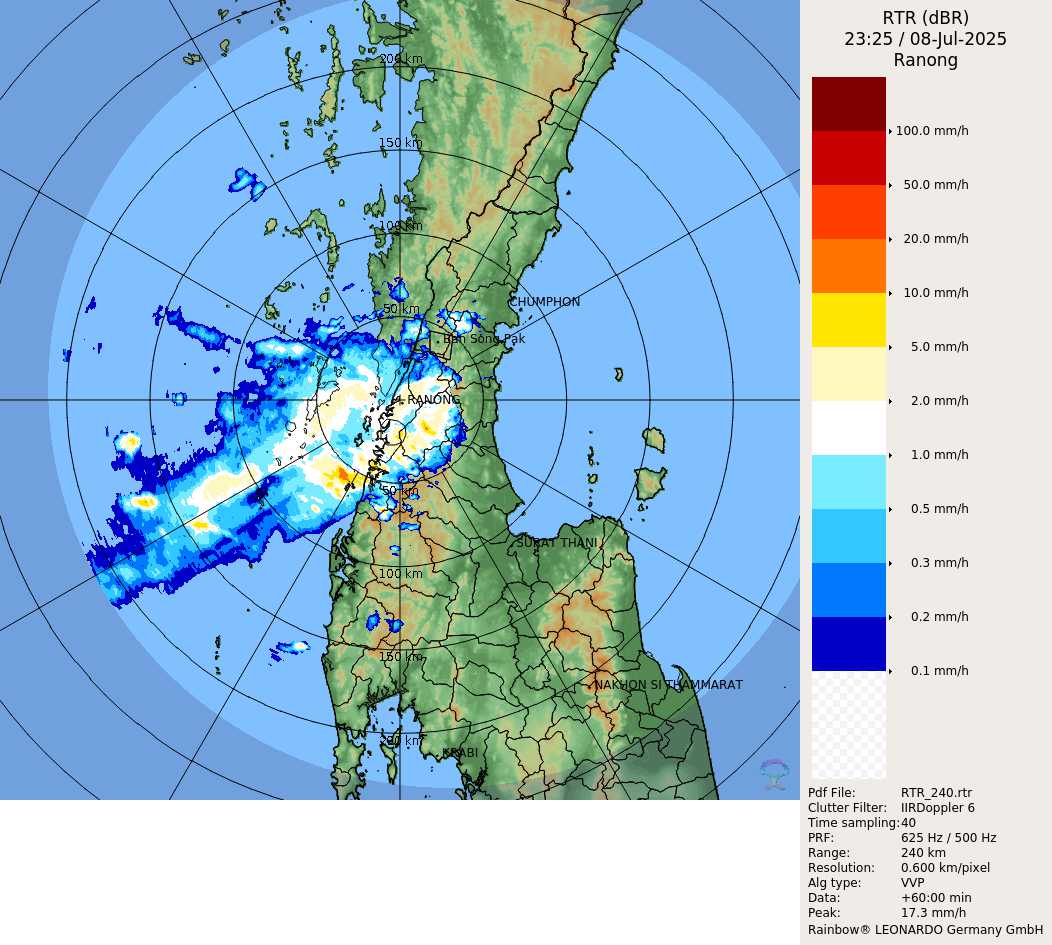 RTR (dBR)
23:25 / 08-Jul-2025
Ranong
100.0 mm/h
50.0 mm/h
20.0 mm/h
10.0 mm/h
5.0 mm/h
2.0 mm/h
1.0 mm/h
0.5 mm/h
0.3 mm/h
0.2 mm/h
0.1 mm/h
Pdf File: RTR_240.rtr
Clutter Filter: IIRDoppler 6
Time sampling: 40
PRF: 625 Hz / 500 Hz
Range: 240 km
Resolution: 0.600 km/pixel
Alg type: VVP
Data: +60:00 min
Peak: 17.3 mm/h
Rainbow® LEONARDO Germany GmbH
200 km
150 km
100 km
CHUMPHON
50 km
Ban Song Pak
RANONG
50 km
SURAT THANI
100 km
150 km
NAKHON SI THAMMARAT
200 km
KRABI